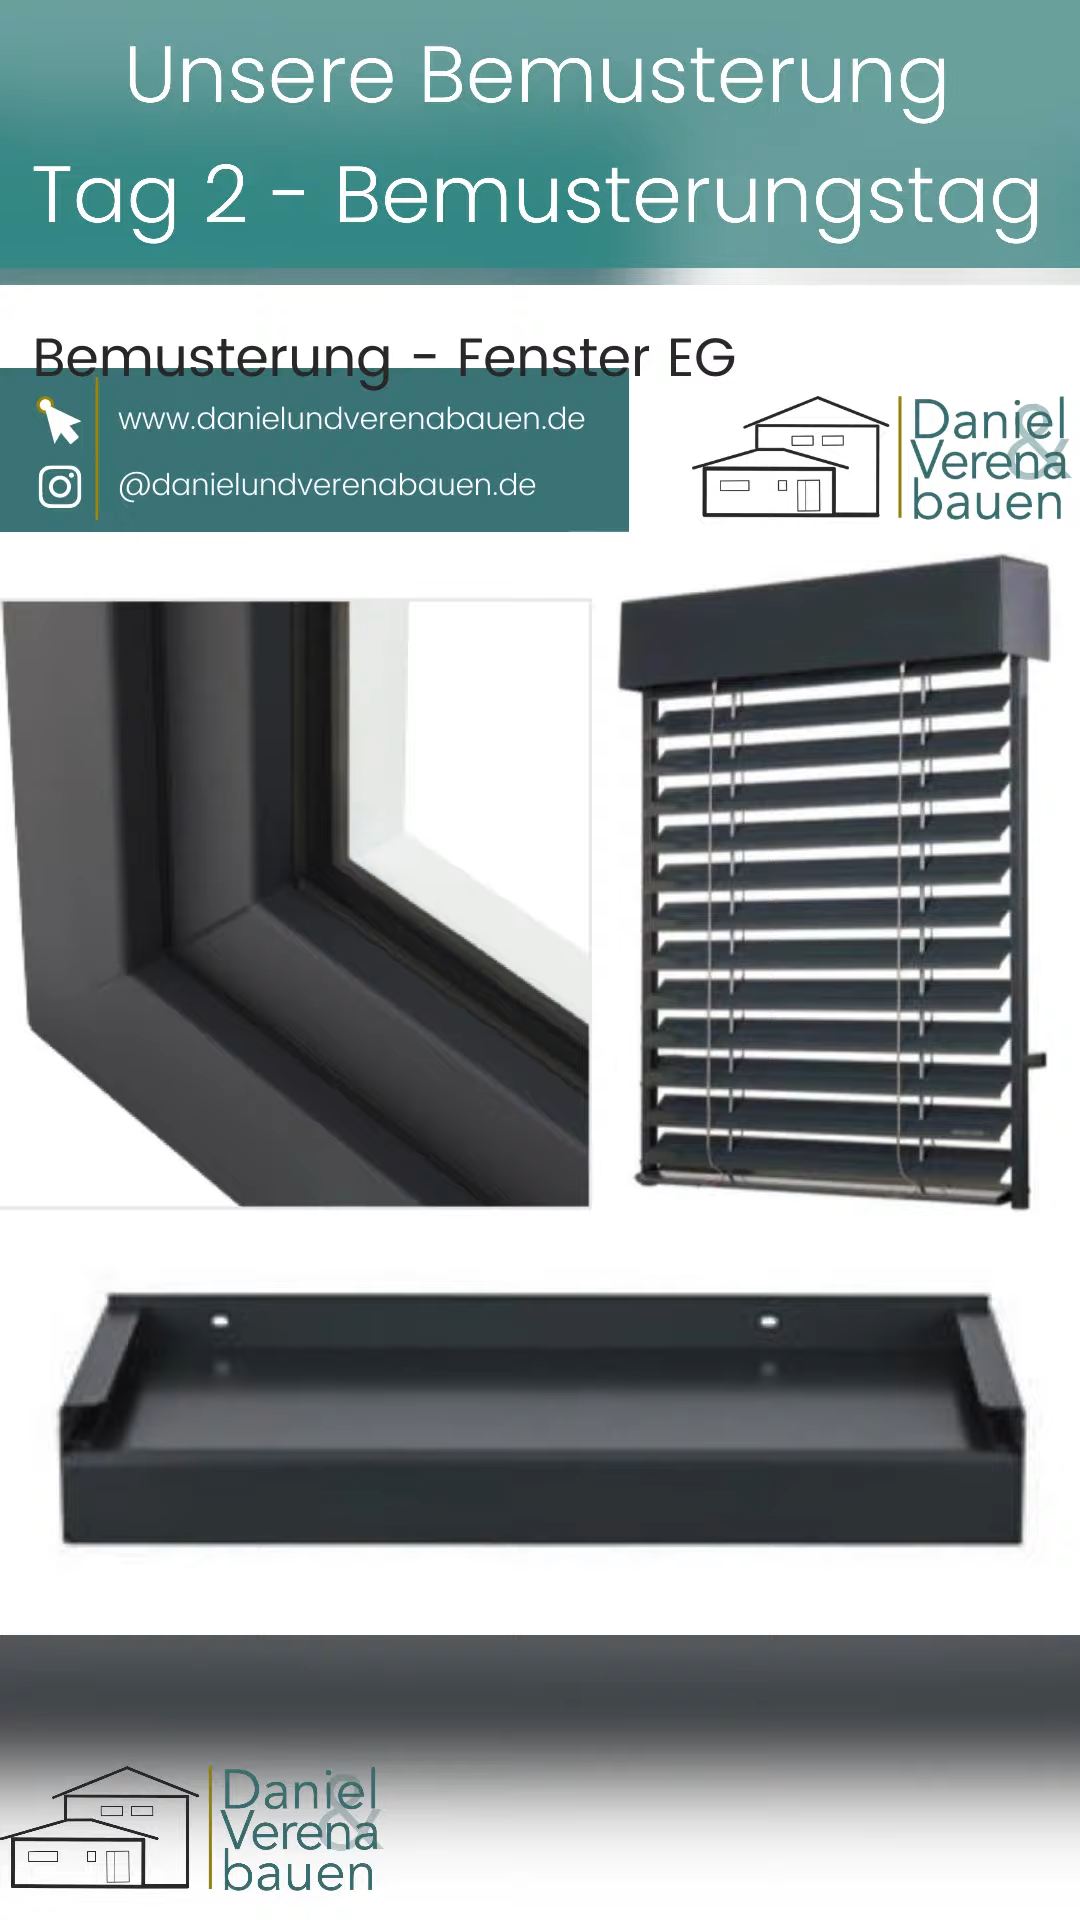 Unsere Bemusterung
Tag 2 - Bemusterungstag
Bemusterung - Fenster EG
www.danielundverenabauen.de
@danielundverenabauen.de
Daniel
&
Verena
bauen
Daniel
&
Verena
bauen